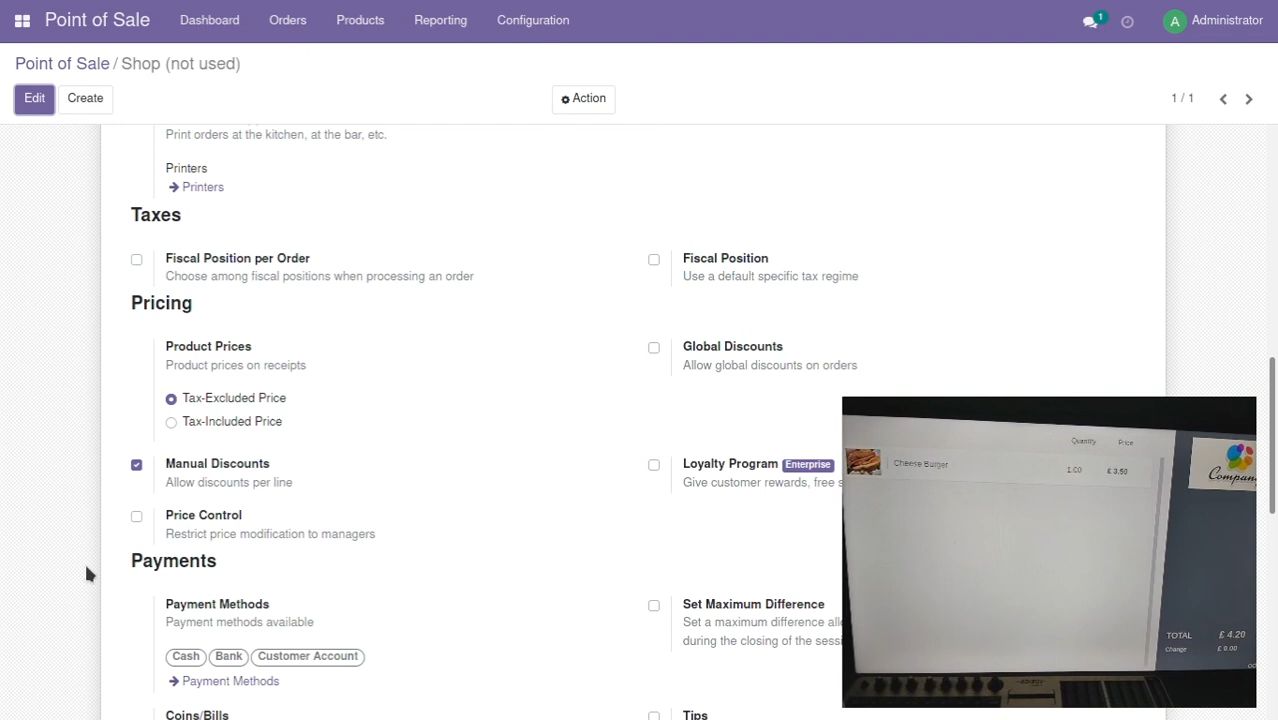 Point of Sale Dashboard Orders Products Reporting Configuration 1 A Administrator
Point of Sale / Shop (not used)
Edit Create Action 1 / 1
Print orders at the kitchen, at the bar, etc.
Printers
Printers
Taxes
Fiscal Position per Order
Choose among fiscal positions when processing an order
Fiscal Position
Use a default specific tax regime
Pricing
Product Prices
Product prices on receipts
Tax-Excluded Price
Tax-Included Price
Global Discounts
Allow global discounts on orders
Manual Discounts
Allow discounts per line
Loyalty Program Enterprise
Give customer rewards, free
Price Control
Restrict price modification to managers
Payments
Payment Methods
Payment methods available
Cash Bank Customer Account
Payment Methods
Set Maximum Difference
Set a maximum difference
during the closing of the
Coins/Bills
Tips
Quantity Price
Cheese Burger 1.00 £ 3.50
TOTAL £ 4.20
Change £ 0.00